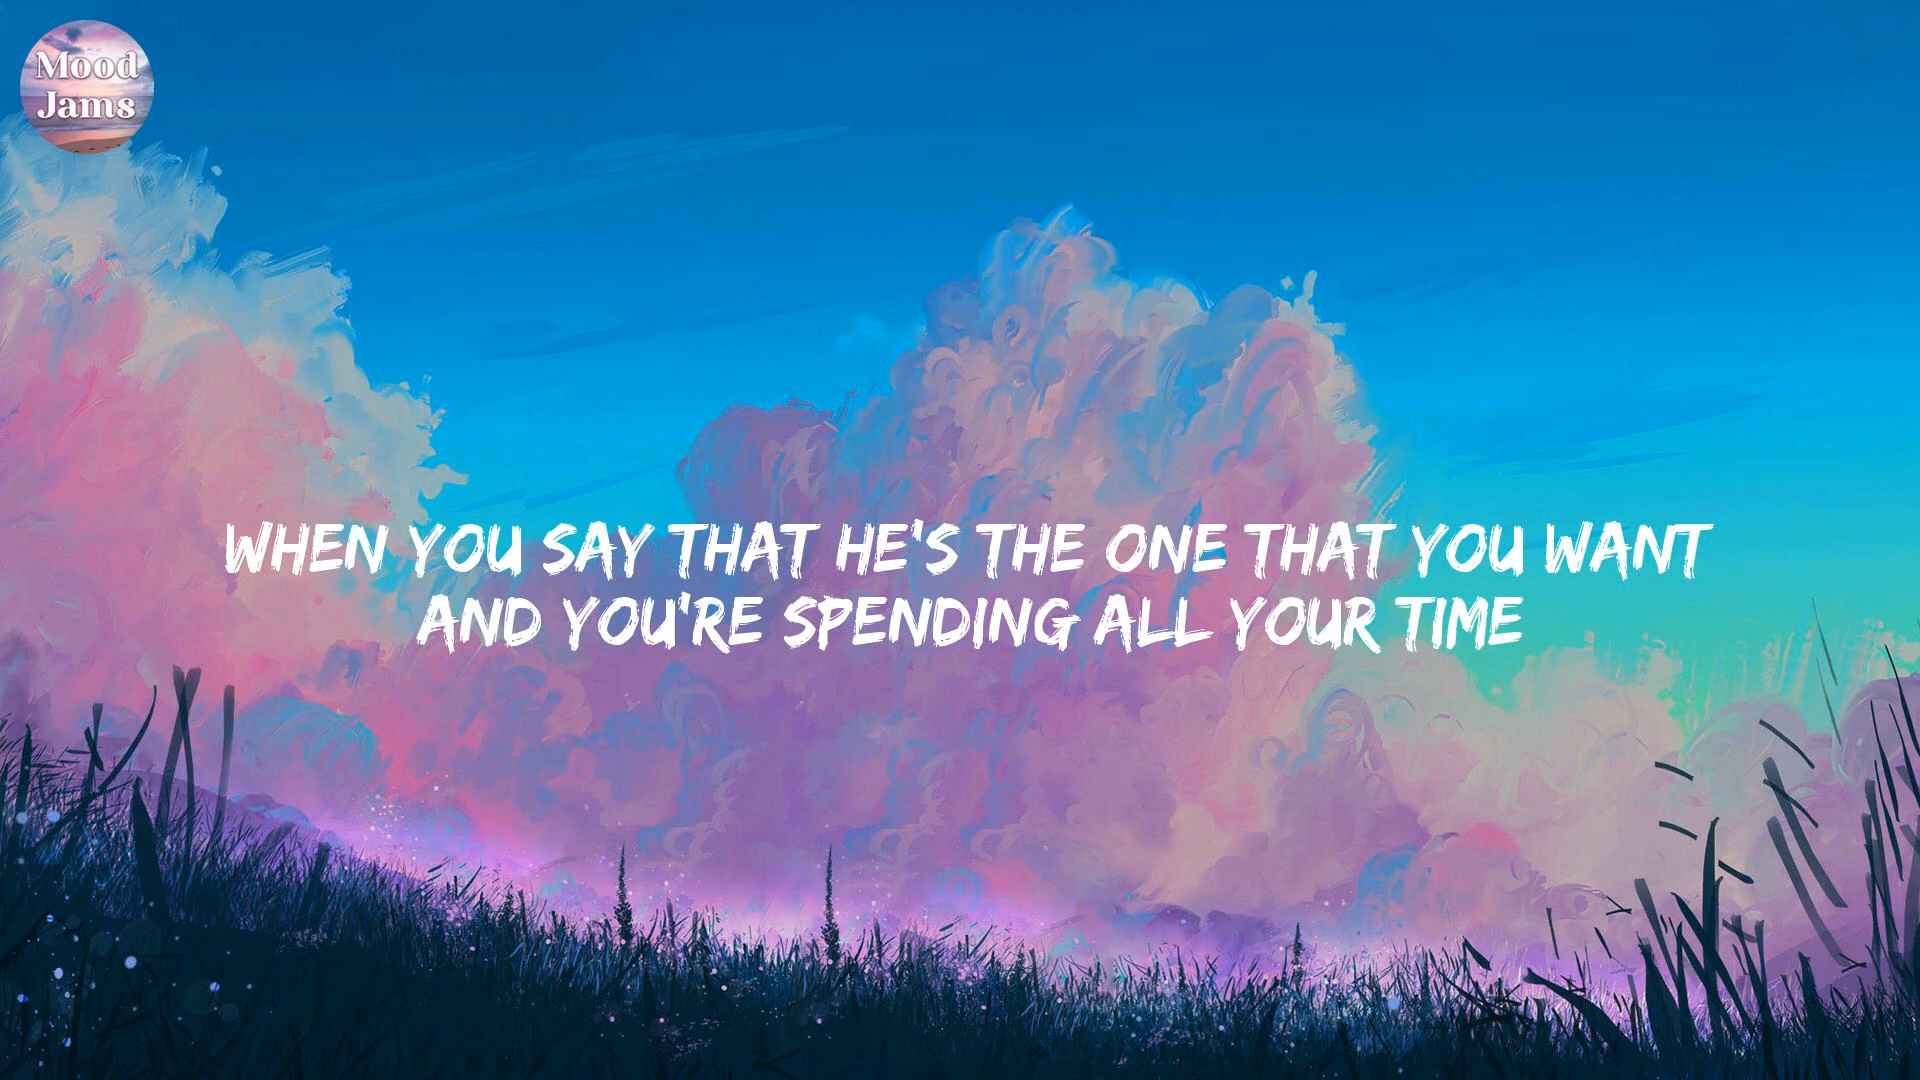 Mood
Jams
WHEN YOU SAY THAT HE'S THE ONE THAT YOU WANT
AND YOU'RE SPENDING ALL YOUR TIME